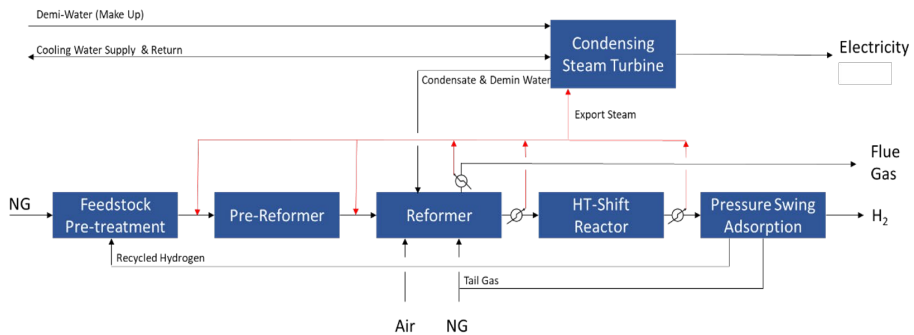 Demi-Water (Make Up)
Cooling Water Supply & Return
Condensing
Steam Turbine
Electricity
Condensate & Demin Water
Export Steam
Flue
Gas
NG
Feedstock
Pre-treatment
Pre-Reformer
Reformer
HT-Shift
Reactor
Pressure Swing
Adsorption
H₂
Recycled Hydrogen
Tail Gas
Air
NG